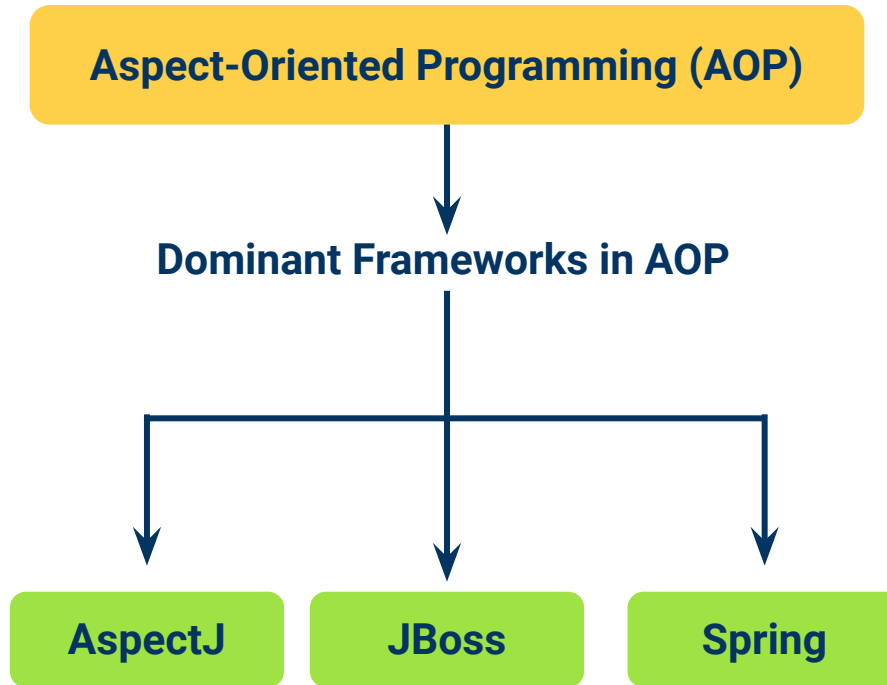 Aspect-Oriented Programming (AOP)
Dominant Frameworks in AOP
AspectJ
JBoss
Spring